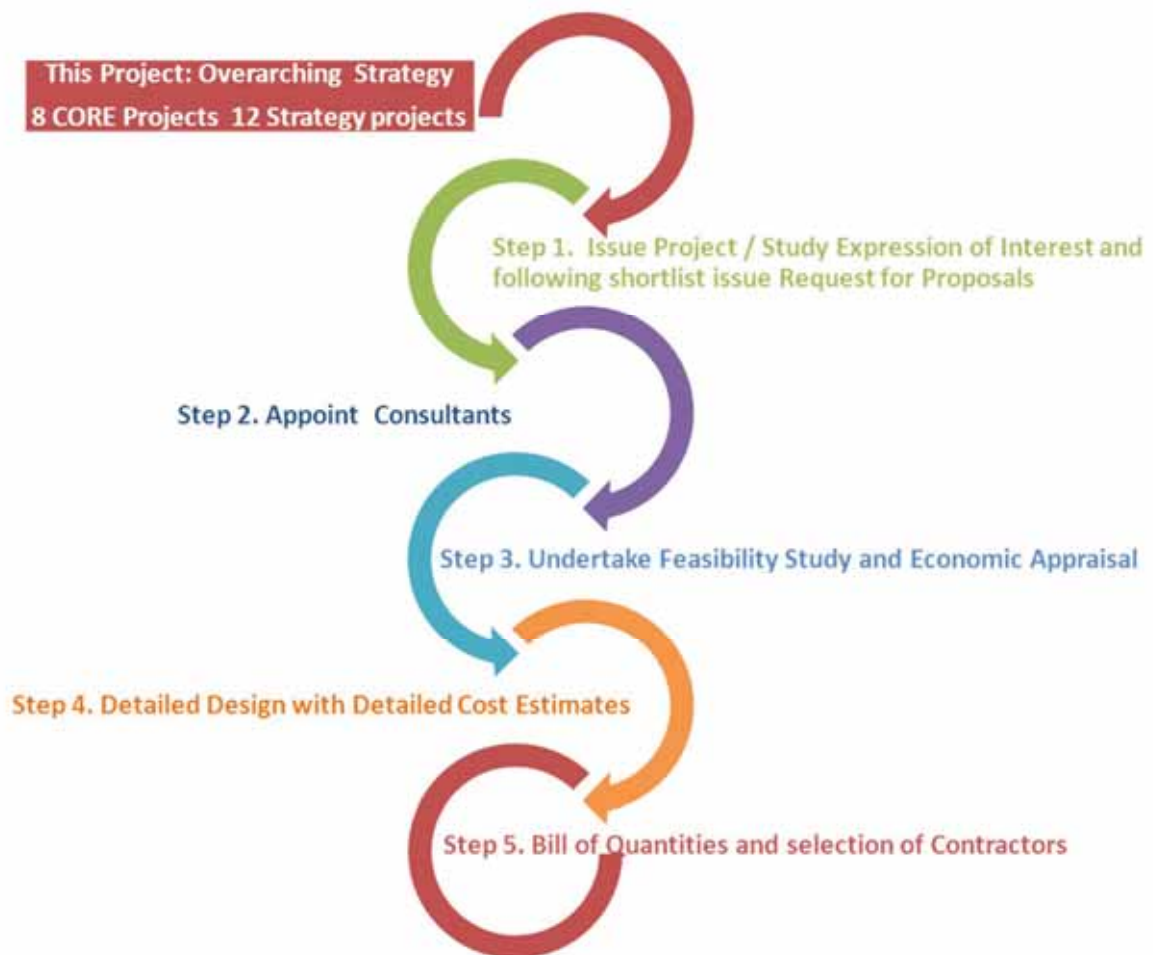 This Project: Overarching Strategy
8 CORE Projects 12 Strategy projects
Step 1. Issue Project / Study Expression of Interest and
following shortlist issue Request for Proposals
Step 2. Appoint Consultants
Step 3. Undertake Feasibility Study and Economic Appraisal
Step 4. Detailed Design with Detailed Cost Estimates
Step 5. Bill of Quantities and selection of Contractors